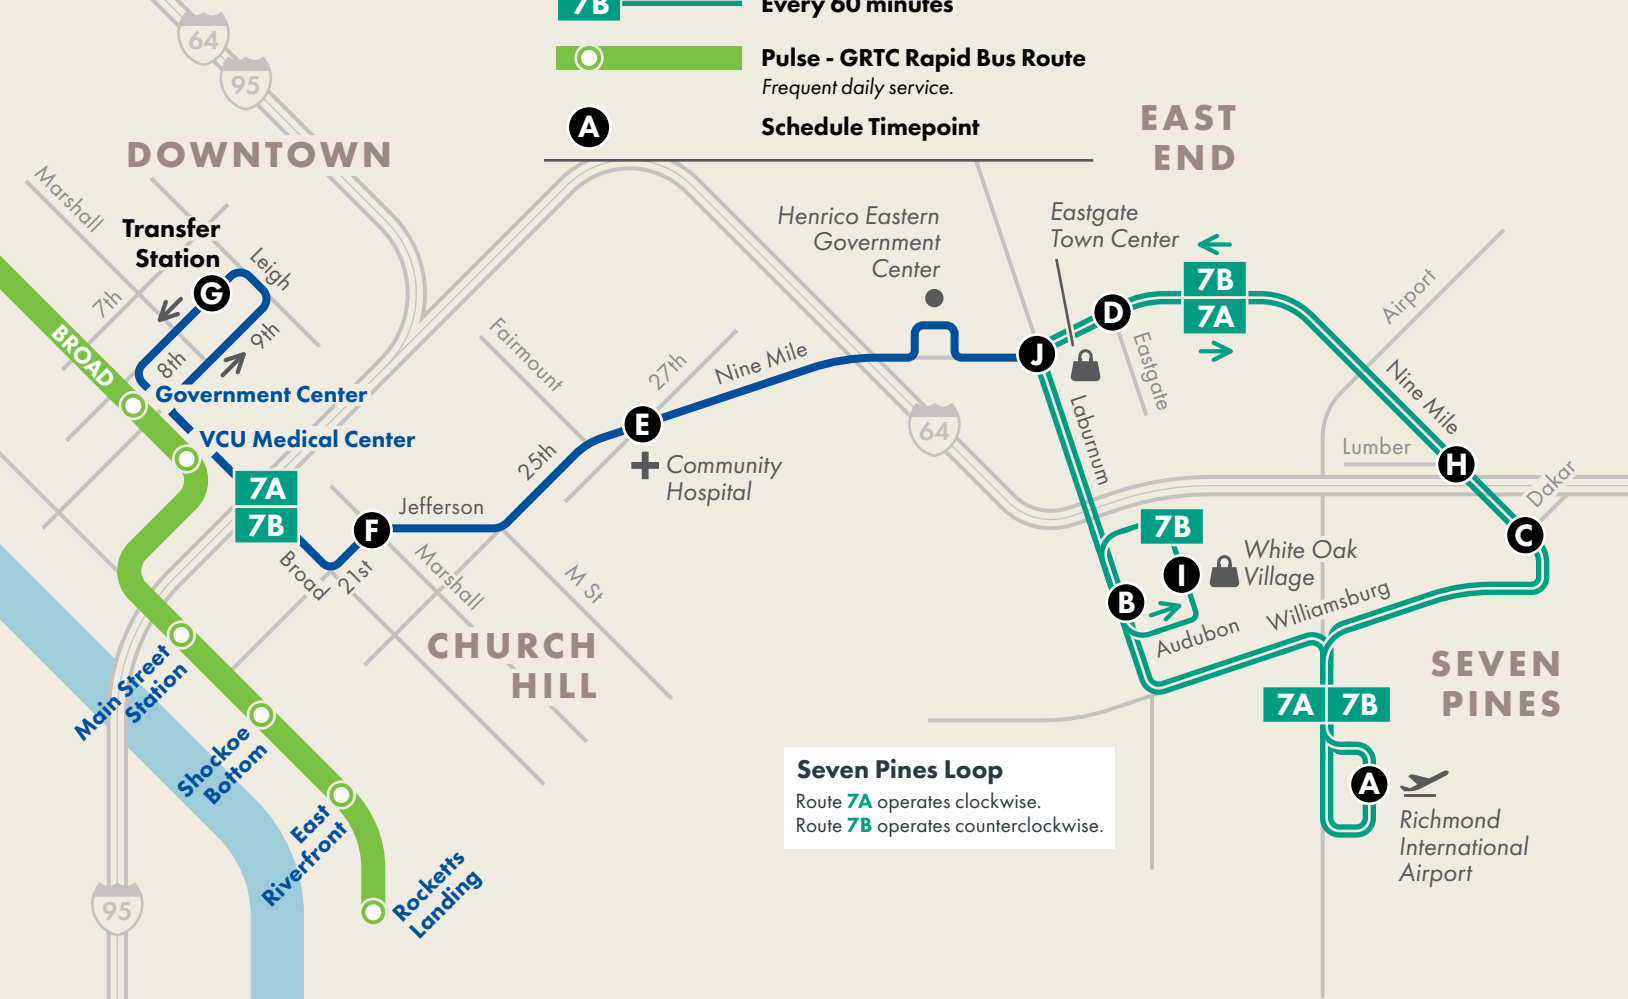 7B
Every 60 minutes
Pulse - GRTC Rapid Bus Route
Frequent daily service.
A
Schedule Timepoint
64
95
DOWNTOWN
EAST
END
Marshall
Transfer
Station
G
Leigh
7th
8th
9th
BROAD
Government Center
VCU Medical Center
7A
7B
Broad
21st
F
Jefferson
Marshall
25th
M St
Fairmount
27th
E
Community
Hospital
Nine Mile
CHURCH
HILL
Henrico Eastern
Government
Center
Eastgate
Town Center
J
D
7B
7A
Eastgate
64
Laburnum
Airport
Nine Mile
Lumber
H
Dakar
C
7B
I
White Oak
Village
B
Audubon
Williamsburg
SEVEN
PINES
7A
7B
A
Richmond
International
Airport
Seven Pines Loop
Route 7A operates clockwise.
Route 7B operates counterclockwise.
Main Street
Station
Shockoe
Bottom
East
Riverfront
Rocketts
Landing
95